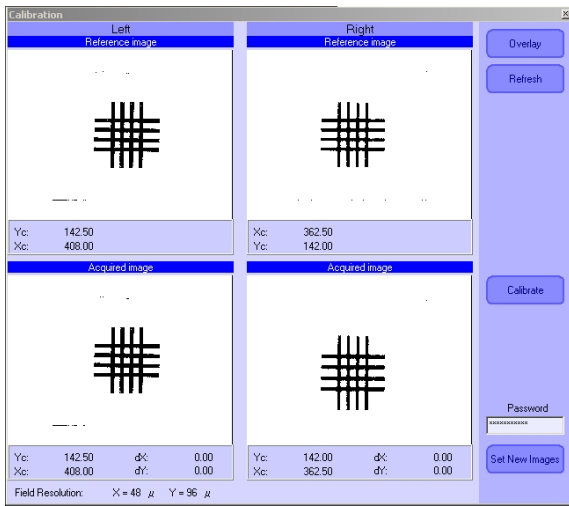 Calibration
Left Right
Reference image Reference image
Overlay
Refresh
Yc: 142.50
Xc: 408.00
Xc: 362.50
Yc: 142.00
Acquired image Acquired image
Calibrate
Password
xxxxxxxxxxx
Yc: 142.50 dX: 0.00
Xc: 408.00 dY: 0.00
Yc: 142.00 dX: 0.00
Xc: 362.50 dY: 0.00
Set New Images
Field Resolution: X = 48 μ Y = 96 μ